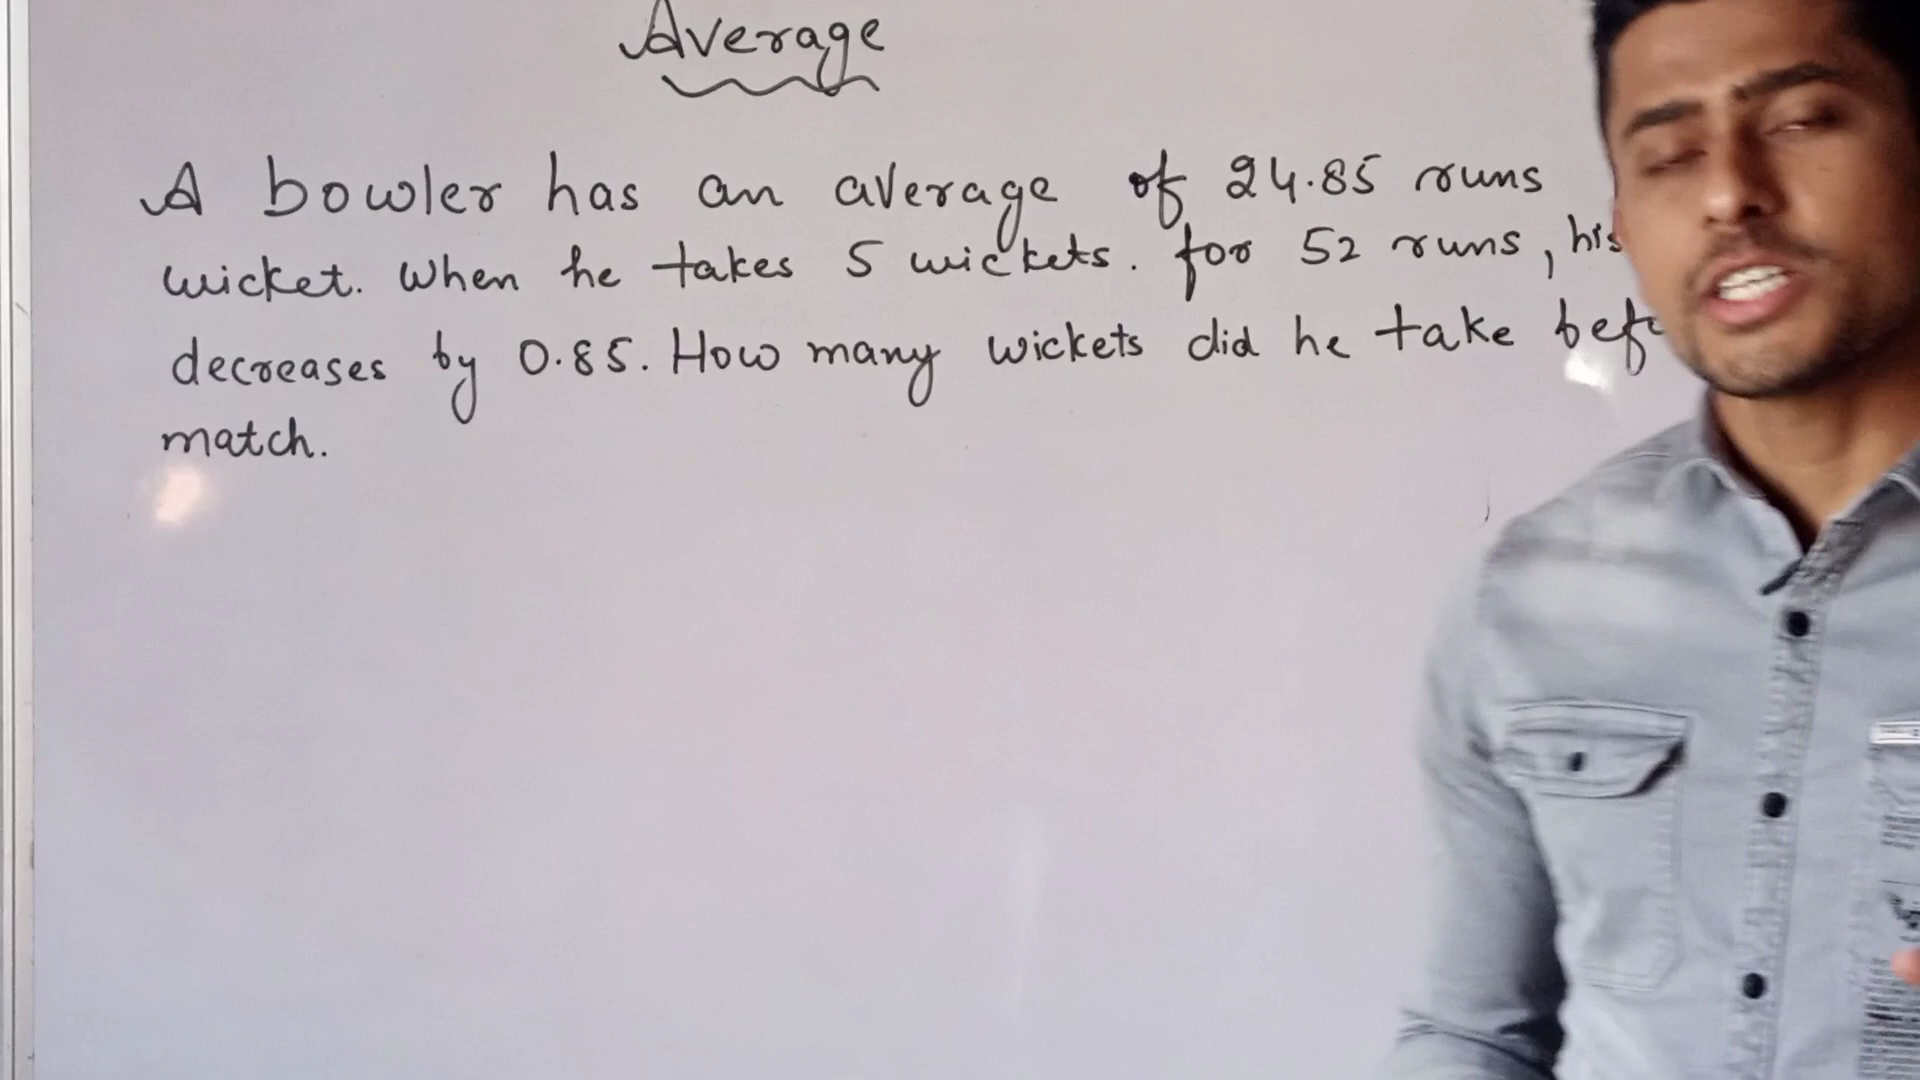 Average
A bowler has an average of 24.85 runs
wicket. When he takes 5 wickets. for 52 runs, his
decreases by 0.85. How many wickets did he take bef
match.